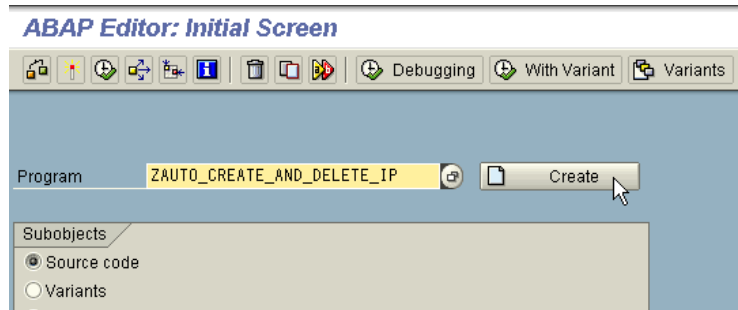 ABAP Editor: Initial Screen
Debugging With Variant Variants
Program ZAUTO_CREATE_AND_DELETE_IP Create
Subobjects
Source code
Variants